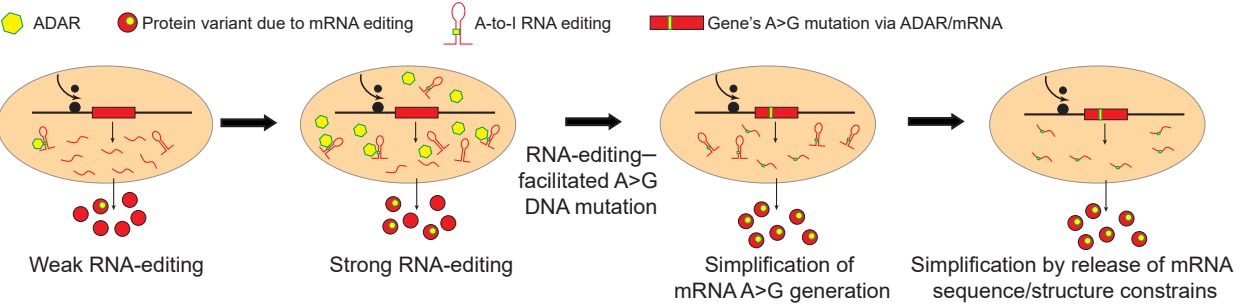 ADAR
Protein variant due to mRNA editing
A-to-I RNA editing
Gene's A>G mutation via ADAR/mRNA
RNA-editing–
facilitated A>G
DNA mutation
Weak RNA-editing
Strong RNA-editing
Simplification of
mRNA A>G generation
Simplification by release of mRNA
sequence/structure constrains